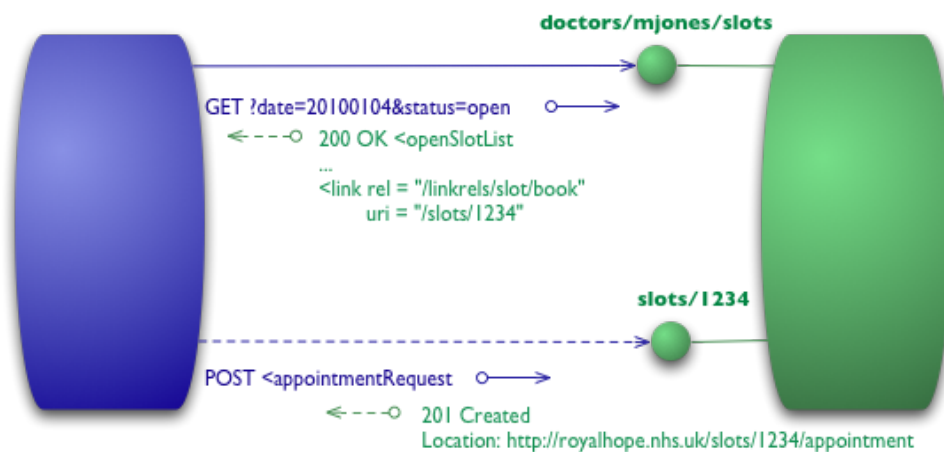 doctors/mjones/slots
GET ?date=20100104&status=open
200 OK <openSlotList
...
<link rel = "/linkrels/slot/book"
uri = "/slots/1234"
slots/1234
POST <appointmentRequest
201 Created
Location: http://royalhope.nhs.uk/slots/1234/appointment